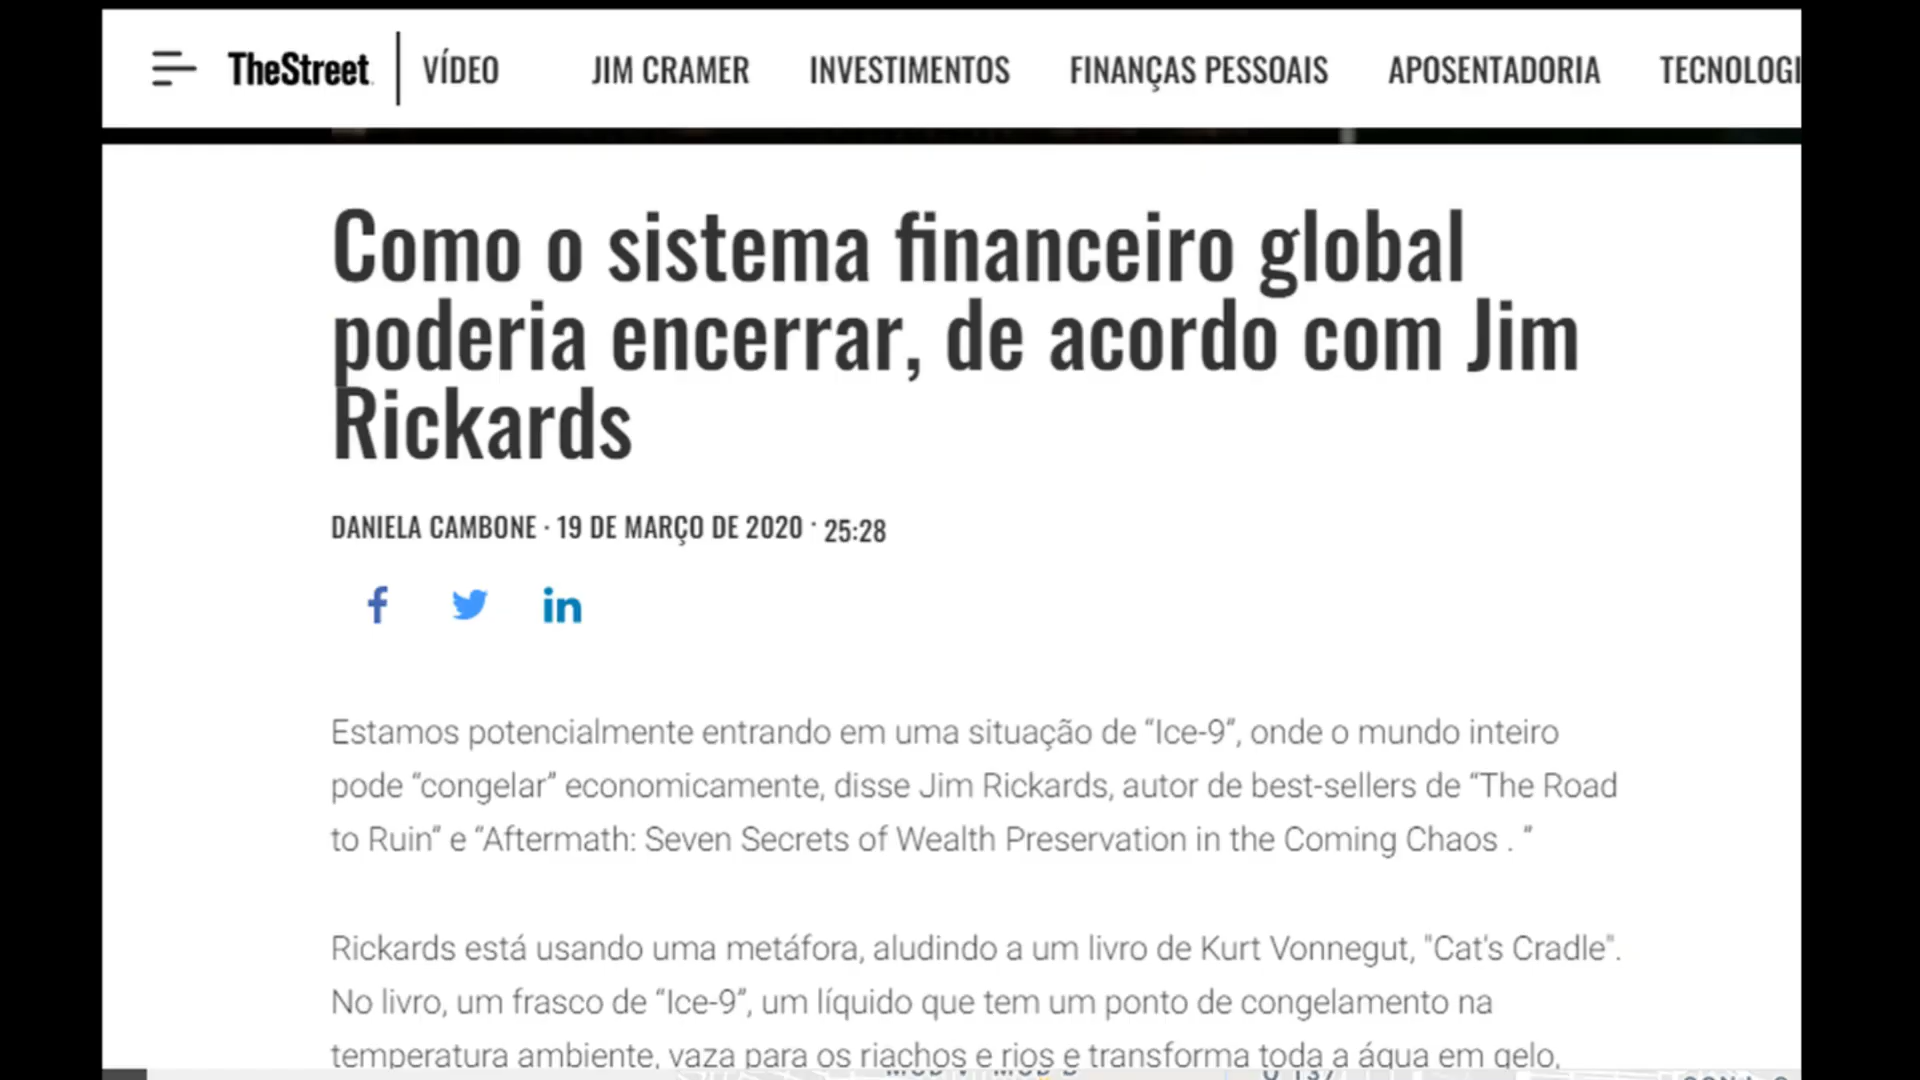 TheStreet VÍDEO JIM CRAMER INVESTIMENTOS FINANÇAS PESSOAIS APOSENTADORIA TECNOLOGI
Como o sistema financeiro global
poderia encerrar, de acordo com Jim
Rickards
DANIELA CAMBONE · 19 DE MARÇO DE 2020 · 25:28
f in
Estamos potencialmente entrando em uma situação de “Ice-9”, onde o mundo inteiro
pode “congelar” economicamente, disse Jim Rickards, autor de best-sellers de “The Road
to Ruin” e “Aftermath: Seven Secrets of Wealth Preservation in the Coming Chaos . ”
Rickards está usando uma metáfora, aludindo a um livro de Kurt Vonnegut, "Cat's Cradle".
No livro, um frasco de “Ice-9”, um líquido que tem um ponto de congelamento na
temperatura ambiente, vaza para os riachos e rios e transforma toda a água em gelo,